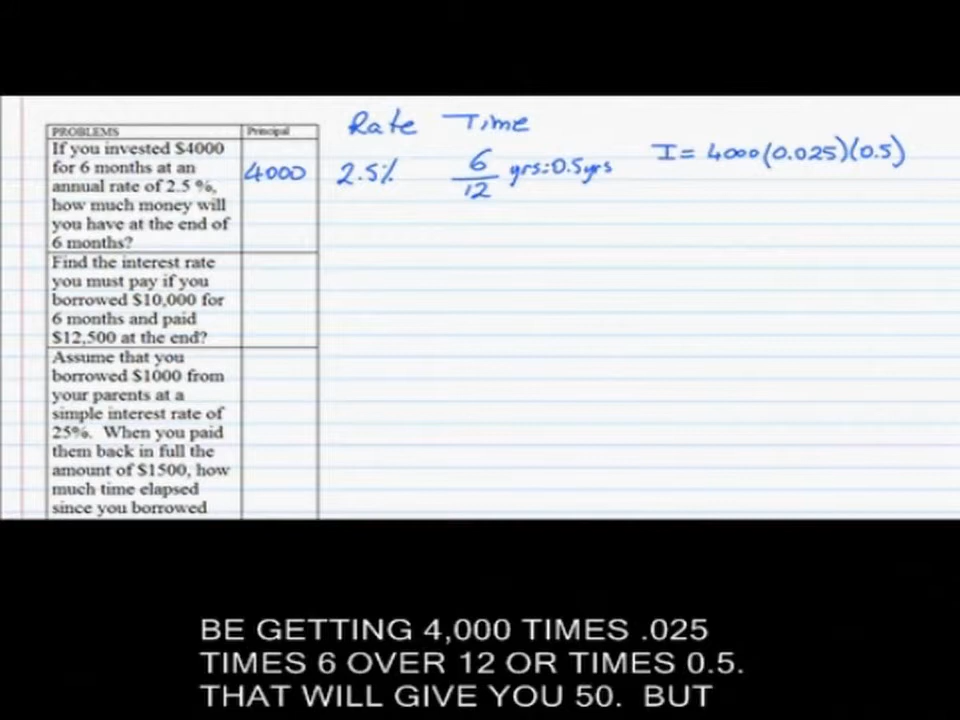 PROBLEMS Principal Rate Time
If you invested $4000
for 6 months at an
annual rate of 2.5 %,
how much money will
you have at the end of
6 months?
4000 2.5% 6/12 yrs=0.5yrs I = 4000(0.025)(0.5)
Find the interest rate
you must pay if you
borrowed $10,000 for
6 months and paid
$12,500 at the end?
Assume that you
borrowed $1000 from
your parents at a
simple interest rate of
25%. When you paid
them back in full the
amount of $1500, how
much time elapsed
since you borrowed
BE GETTING 4,000 TIMES .025
TIMES 6 OVER 12 OR TIMES 0.5.
THAT WILL GIVE YOU 50. BUT